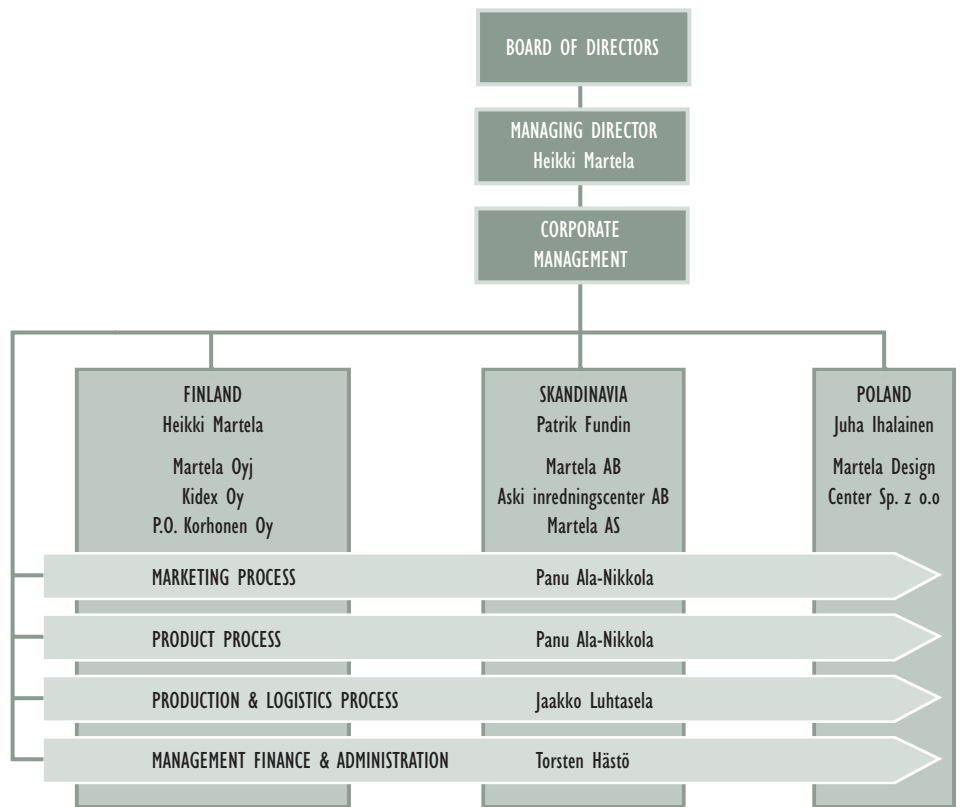 BOARD OF DIRECTORS
MANAGING DIRECTOR
Heikki Martela
CORPORATE
MANAGEMENT
FINLAND
Heikki Martela
Martela Oyj
Kidex Oy
P.O. Korhonen Oy
SKANDINAVIA
Patrik Fundin
Martela AB
Aski inredningscenter AB
Martela AS
POLAND
Juha Ihalainen
Martela Design
Center Sp. z o.o
MARKETING PROCESS Panu Ala-Nikkola
PRODUCT PROCESS Panu Ala-Nikkola
PRODUCTION & LOGISTICS PROCESS Jaakko Luhtasela
MANAGEMENT FINANCE & ADMINISTRATION Torsten Hästö